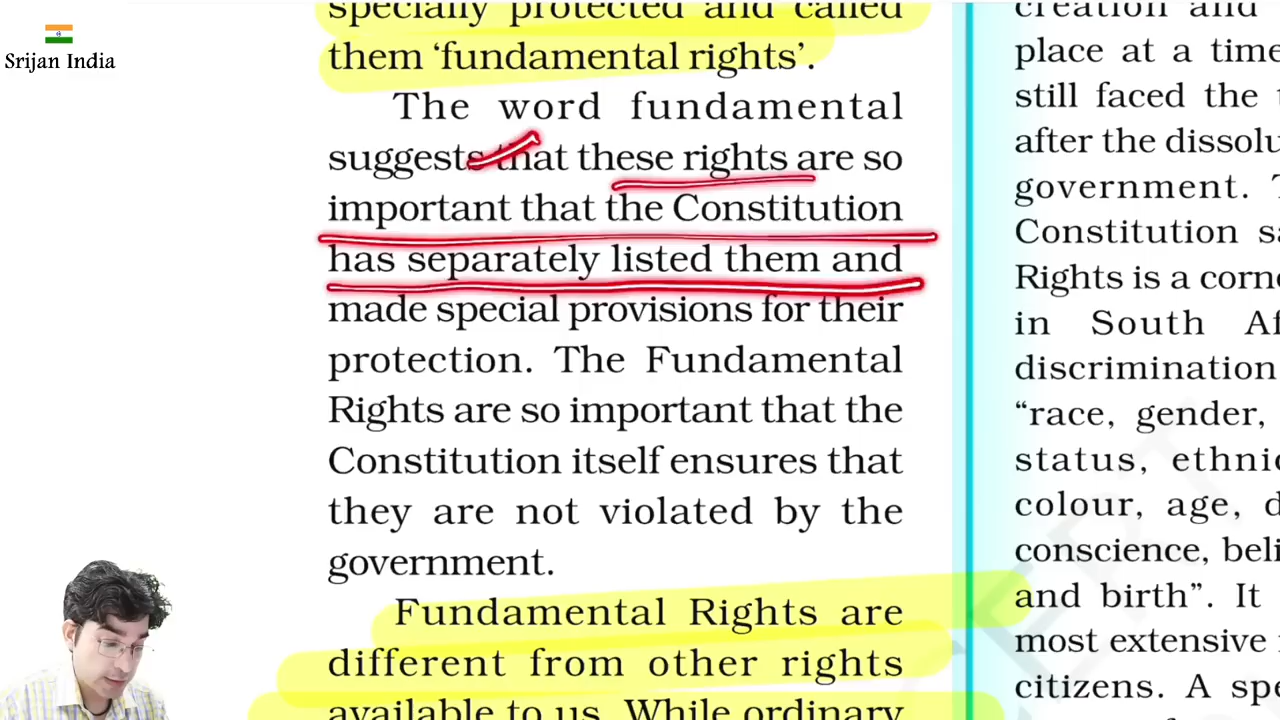 Srijan India
specially protected and called
them ‘fundamental rights’.
The word fundamental
suggests that these rights are so
important that the Constitution
has separately listed them and
made special provisions for their
protection. The Fundamental
Rights are so important that the
Constitution itself ensures that
they are not violated by the
government.
Fundamental Rights are
different from other rights
available to us. While ordinary
creation and
place at a time
still faced the
after the dissolu
government.
Constitution sa
Rights is a corne
in South Af
discrimination
“race, gender,
status, ethnic
colour, age, d
conscience, beli
and birth”. It
most extensive
citizens. A spe